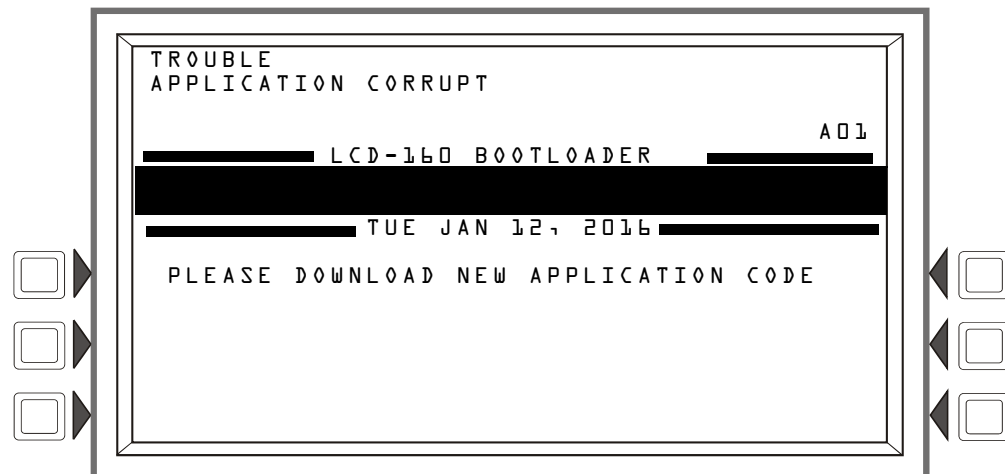 TROUBLE
APPLICATION CORRUPT
A01
LCD-160 BOOTLOADER
TUE JAN 12, 2016
PLEASE DOWNLOAD NEW APPLICATION CODE